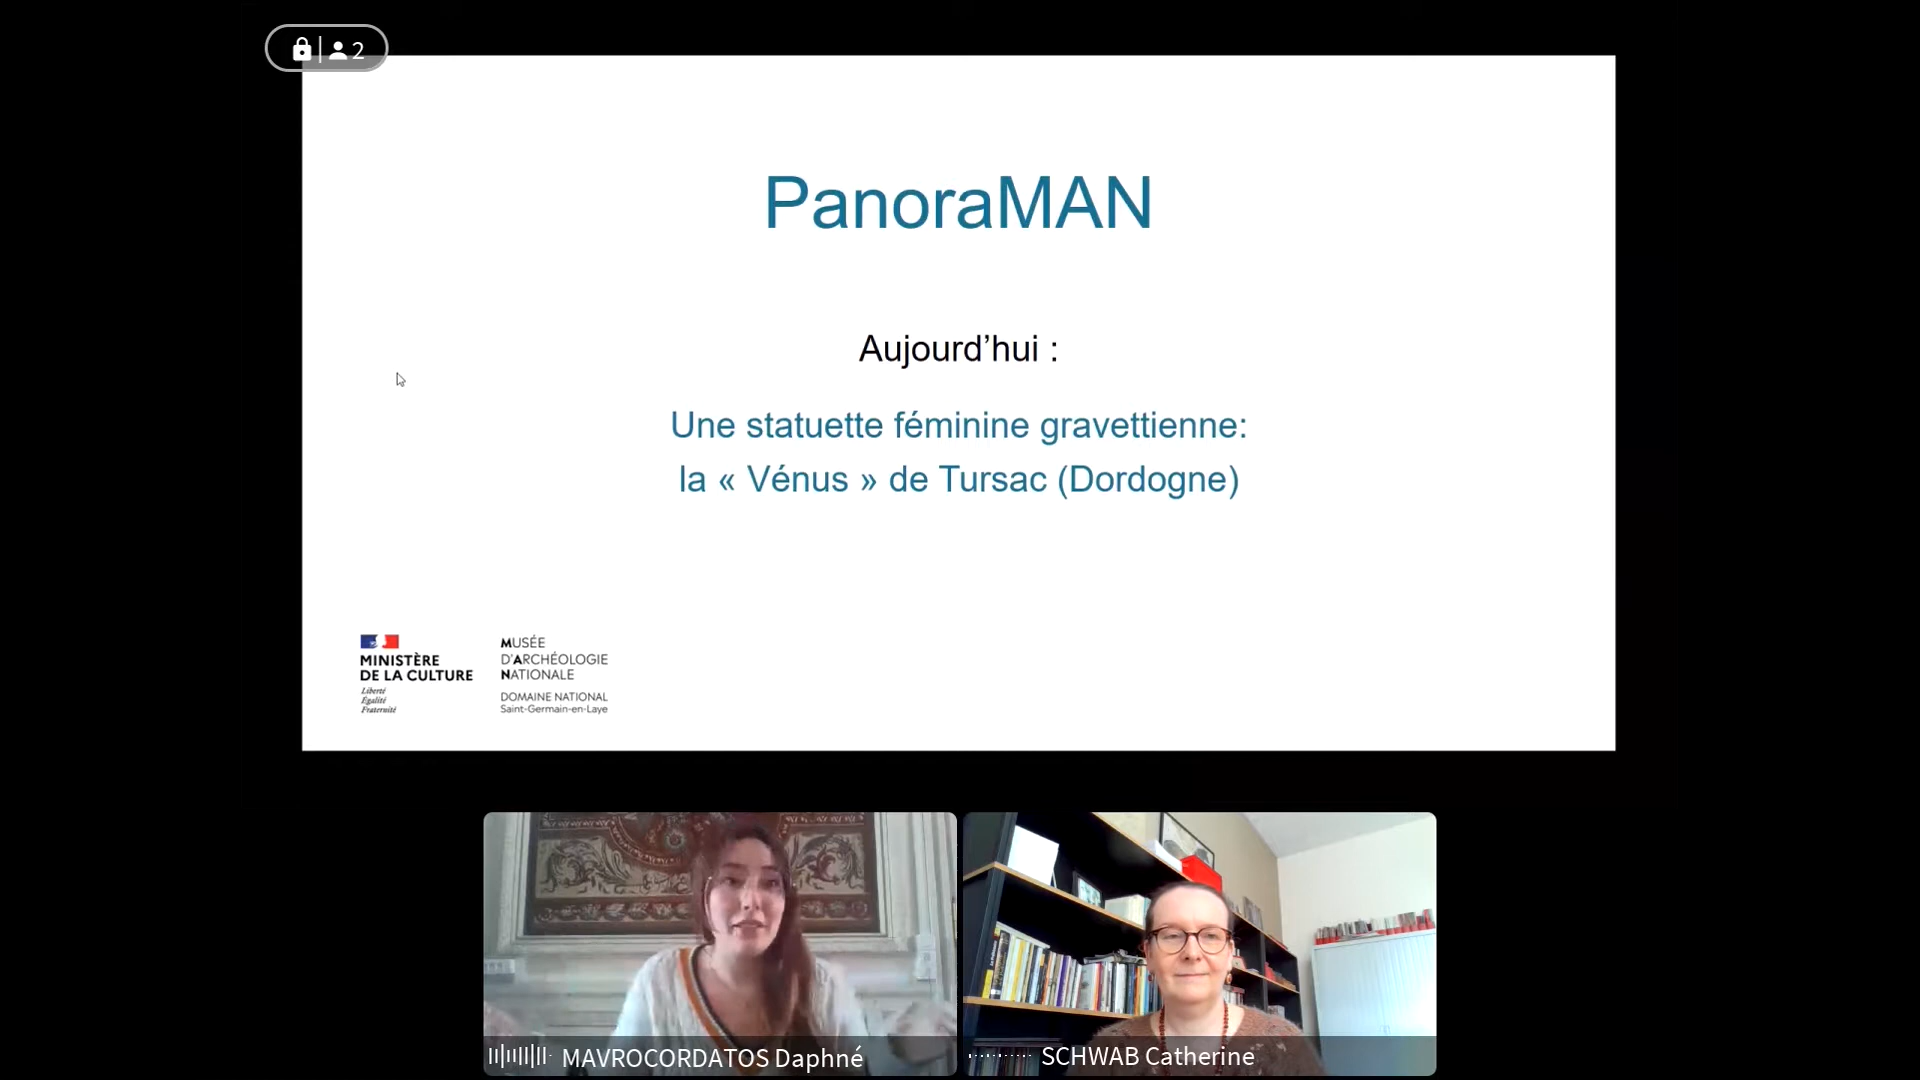 2
PanoraMAN
Aujourd’hui :
Une statuette féminine gravettienne:
la « Vénus » de Tursac (Dordogne)
MINISTÈRE
DE LA CULTURE
Liberté
Égalité
Fraternité
MUSÉE
D'ARCHÉOLOGIE
NATIONALE
DOMAINE NATIONAL
Saint-Germain-en-Laye
MAVROCORDATOS Daphné
SCHWAB Catherine